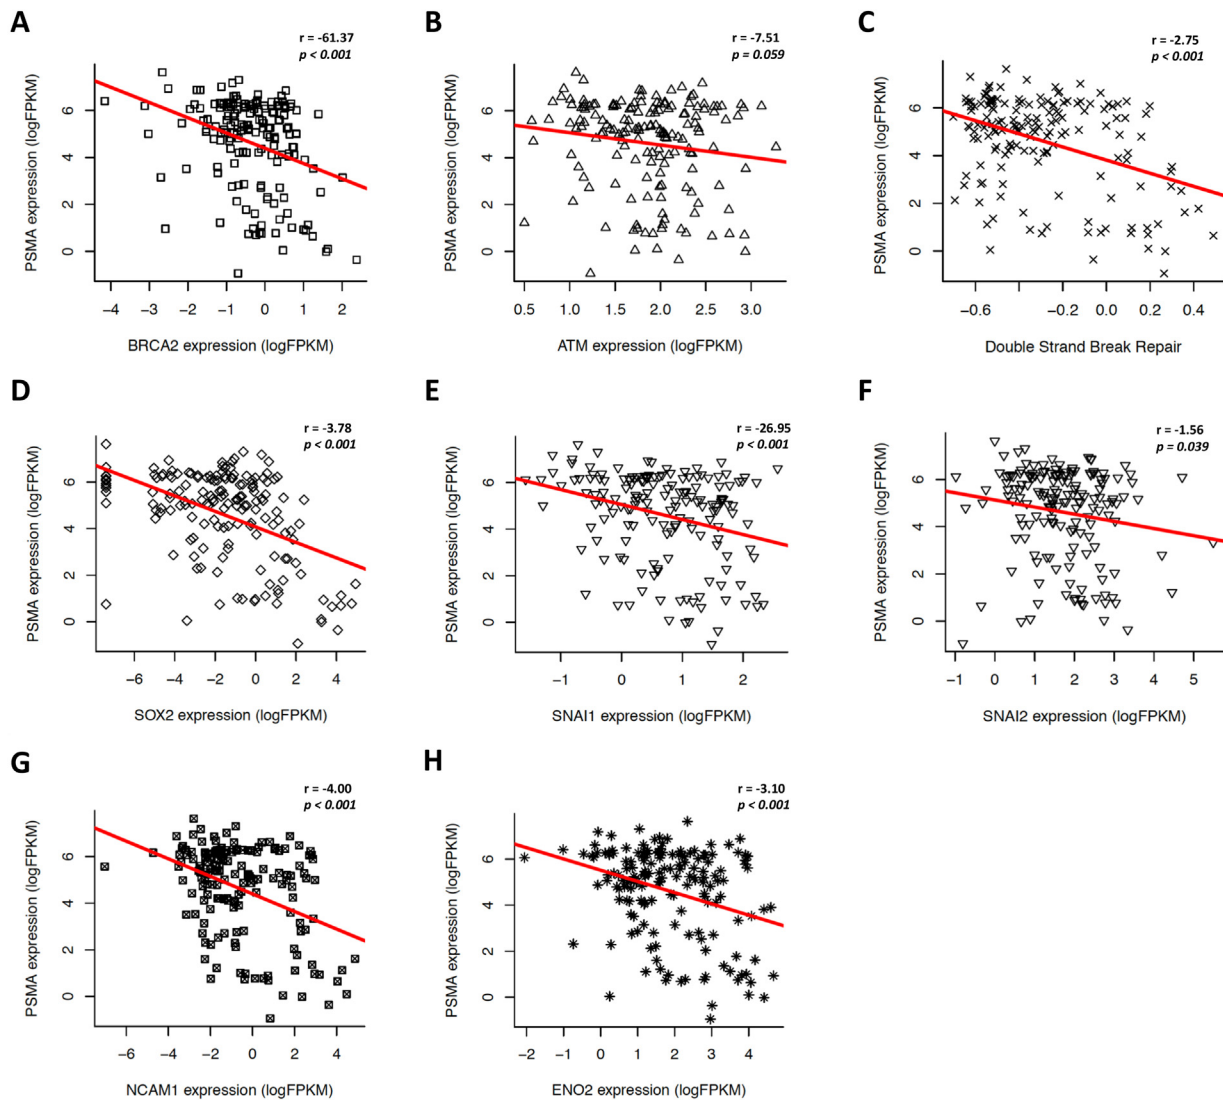 A
r = -61.37
p < 0.001
PSMA expression (logFPKM)
6
4
2
0
−4 −3 −2 −1 0 1 2
BRCA2 expression (logFPKM)
B
r = -7.51
p = 0.059
PSMA expression (logFPKM)
6
4
2
0
0.5 1.0 1.5 2.0 2.5 3.0
ATM expression (logFPKM)
C
r = -2.75
p < 0.001
PSMA expression (logFPKM)
6
4
2
0
−0.6 −0.2 0.0 0.2 0.4
Double Strand Break Repair
D
r = -3.78
p < 0.001
PSMA expression (logFPKM)
6
4
2
0
−6 −4 −2 0 2 4
SOX2 expression (logFPKM)
E
r = -26.95
p < 0.001
PSMA expression (logFPKM)
6
4
2
0
−1 0 1 2
SNAI1 expression (logFPKM)
F
r = -1.56
p = 0.039
PSMA expression (logFPKM)
6
4
2
0
−1 0 1 2 3 4 5
SNAI2 expression (logFPKM)
G
r = -4.00
p < 0.001
PSMA expression (logFPKM)
6
4
2
0
−6 −4 −2 0 2 4
NCAM1 expression (logFPKM)
H
r = -3.10
p < 0.001
PSMA expression (logFPKM)
6
4
2
0
−2 −1 0 1 2 3 4
ENO2 expression (logFPKM)